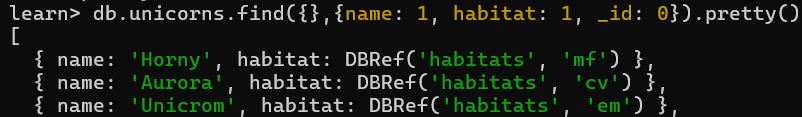 learn> db.unicorns.find({},{name: 1, habitat: 1, _id: 0}).pretty()
[
  { name: 'Horny', habitat: DBRef('habitats', 'mf') },
  { name: 'Aurora', habitat: DBRef('habitats', 'cv') },
  { name: 'Unicrom', habitat: DBRef('habitats', 'em') },